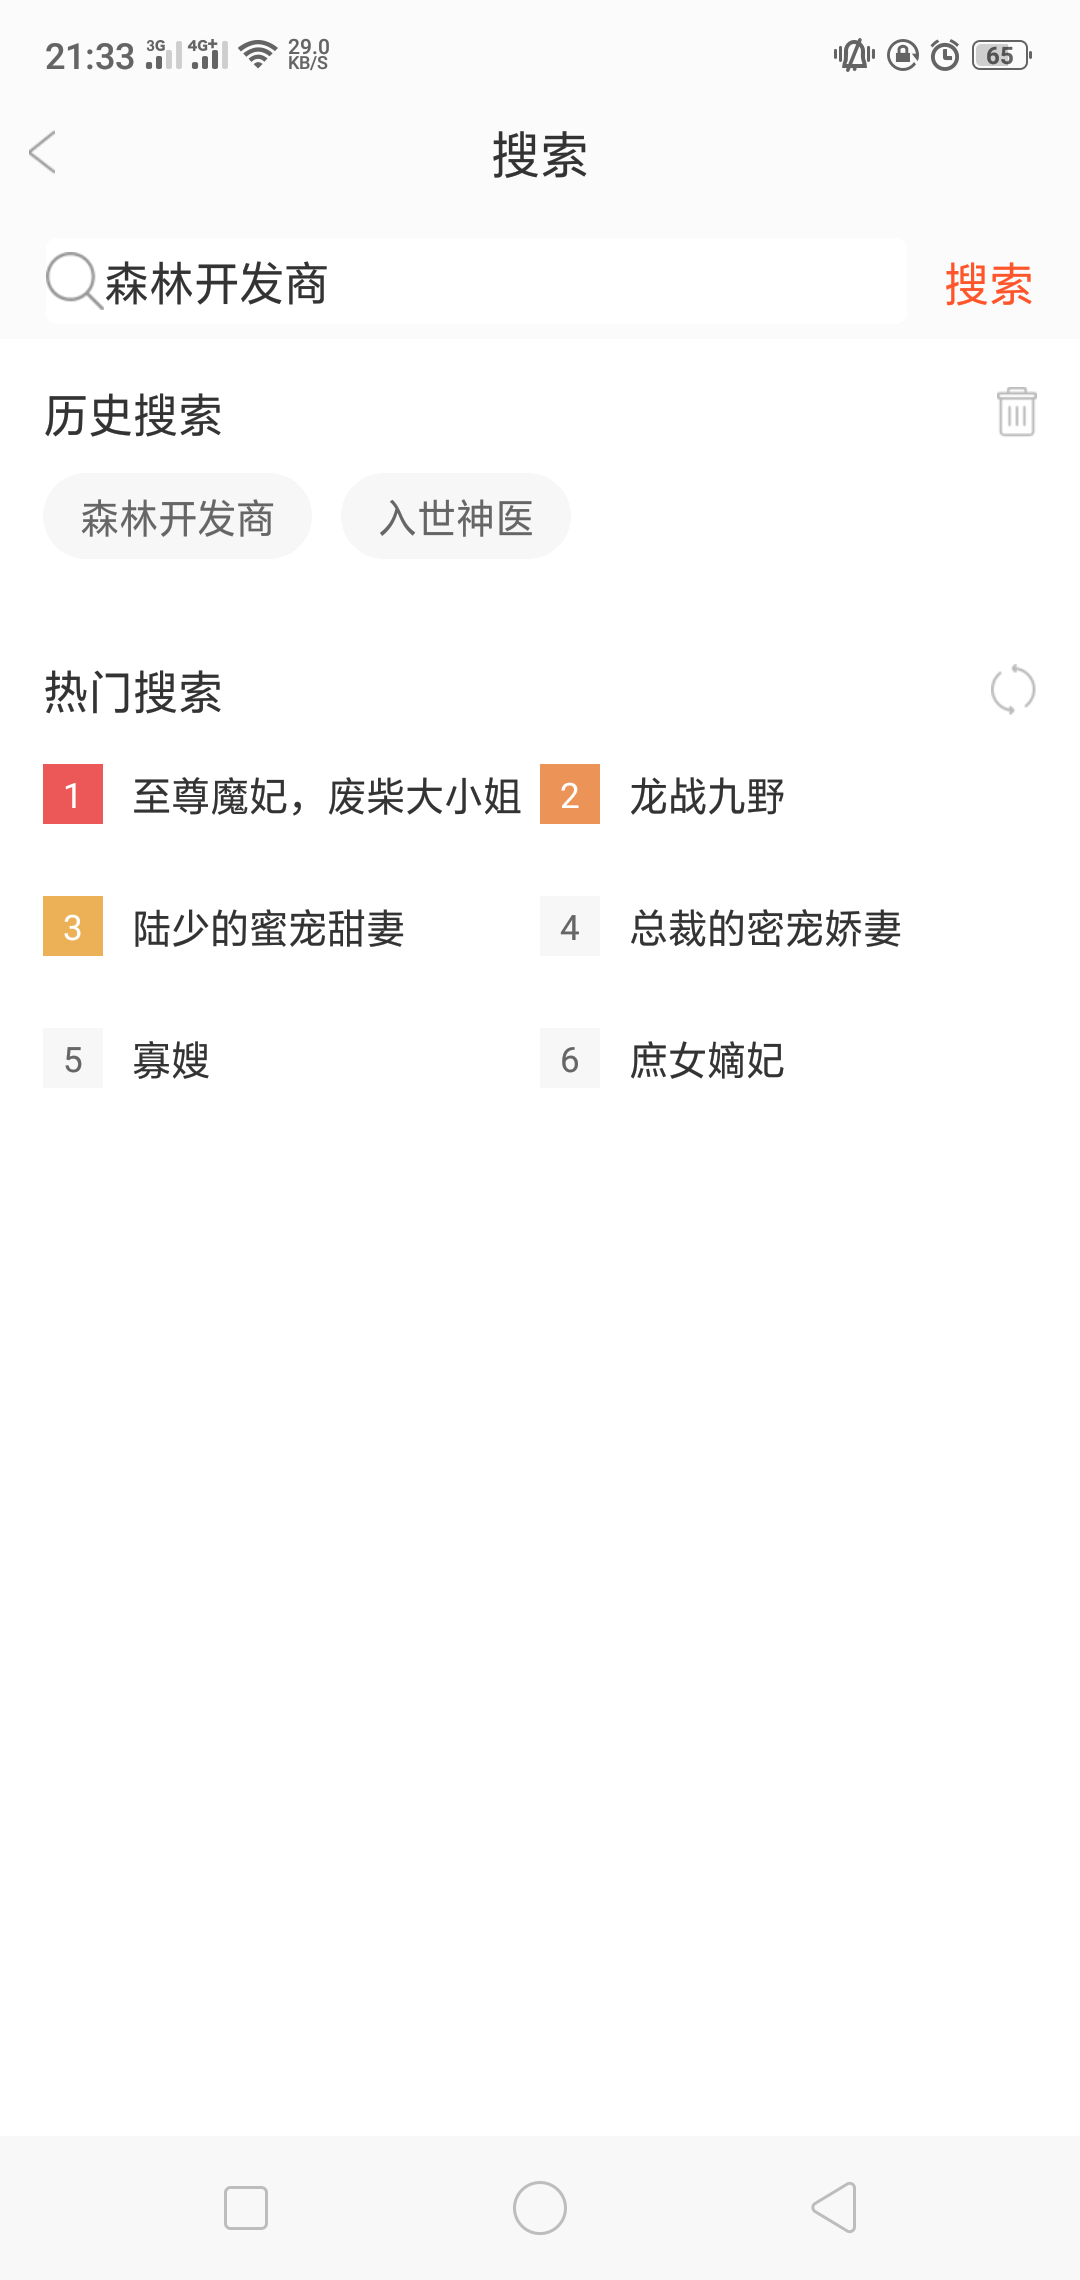 21:33 3G 4G+ 29.0 KB/S 65
搜索
森林开发商 搜索
历史搜索
森林开发商 入世神医
热门搜索
1 至尊魔妃，废柴大小姐 2 龙战九野
3 陆少的蜜宠甜妻 4 总裁的密宠娇妻
5 寡嫂 6 庶女嫡妃